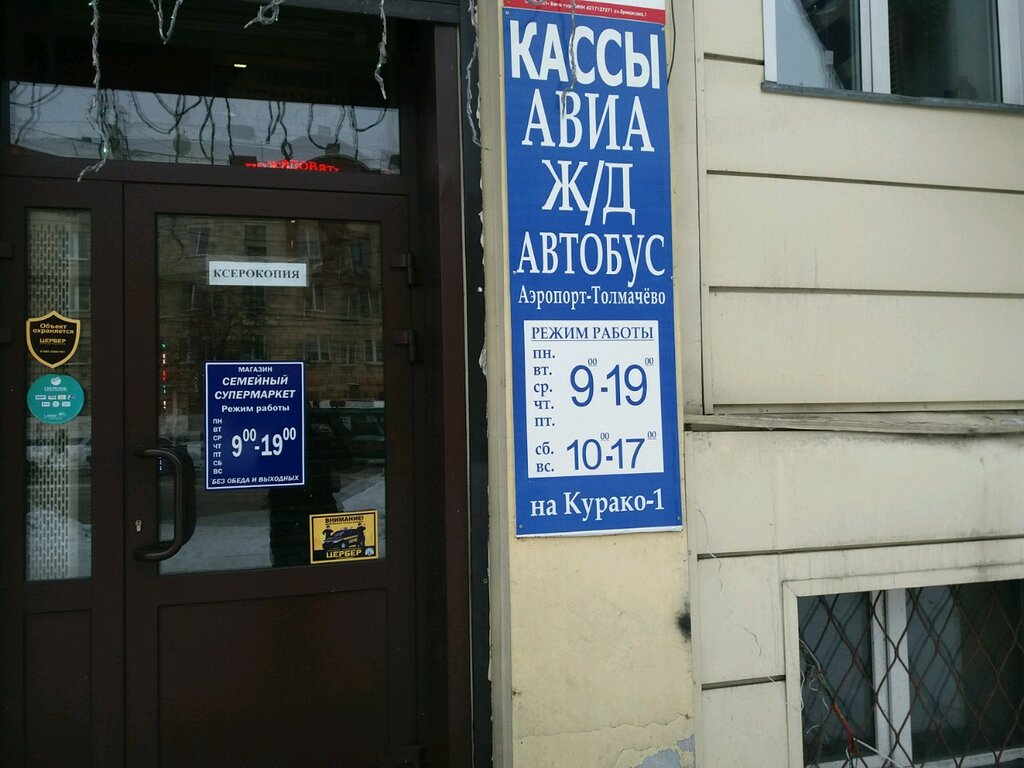 КАССЫ
АВИА
Ж/Д
АВТОБУС
Аэропорт-Толмачёво
РЕЖИМ РАБОТЫ
пн.
вт.
ср.
чт.
пт.
9⁰⁰-19⁰⁰
сб.
вс.
10⁰⁰-17⁰⁰
на Курако-1
КСЕРОКОПИЯ
Объект
охраняется
ЦЕРБЕР
СБЕРБАНК
МАГАЗИН
СЕМЕЙНЫЙ
СУПЕРМАРКЕТ
Режим работы
ПН
ВТ
СР
ЧТ
ПТ
СБ
ВС
9⁰⁰-19⁰⁰
БЕЗ ОБЕДА И ВЫХОДНЫХ
ВНИМАНИЕ!
ЦЕРБЕР